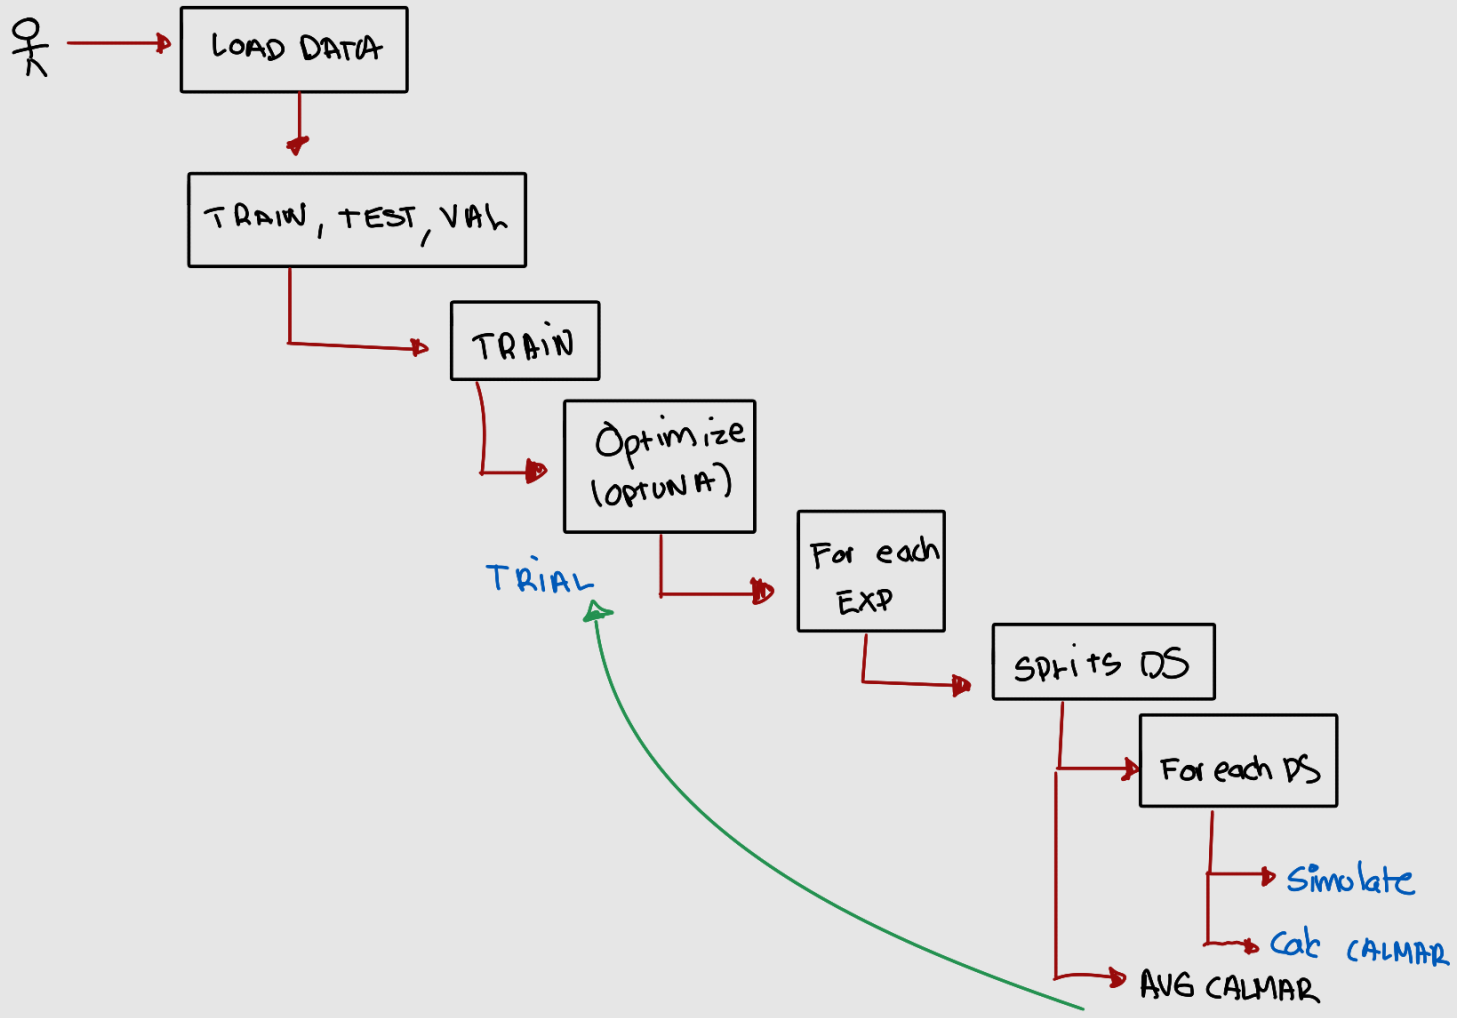 LOAD DATA
TRAIN, TEST, VAL
TRAIN
Optimize
(OPTUNA)
TRIAL
For each
EXP
SPLITS DS
For each DS
Simulate
Calc CALMAR
AVG CALMAR